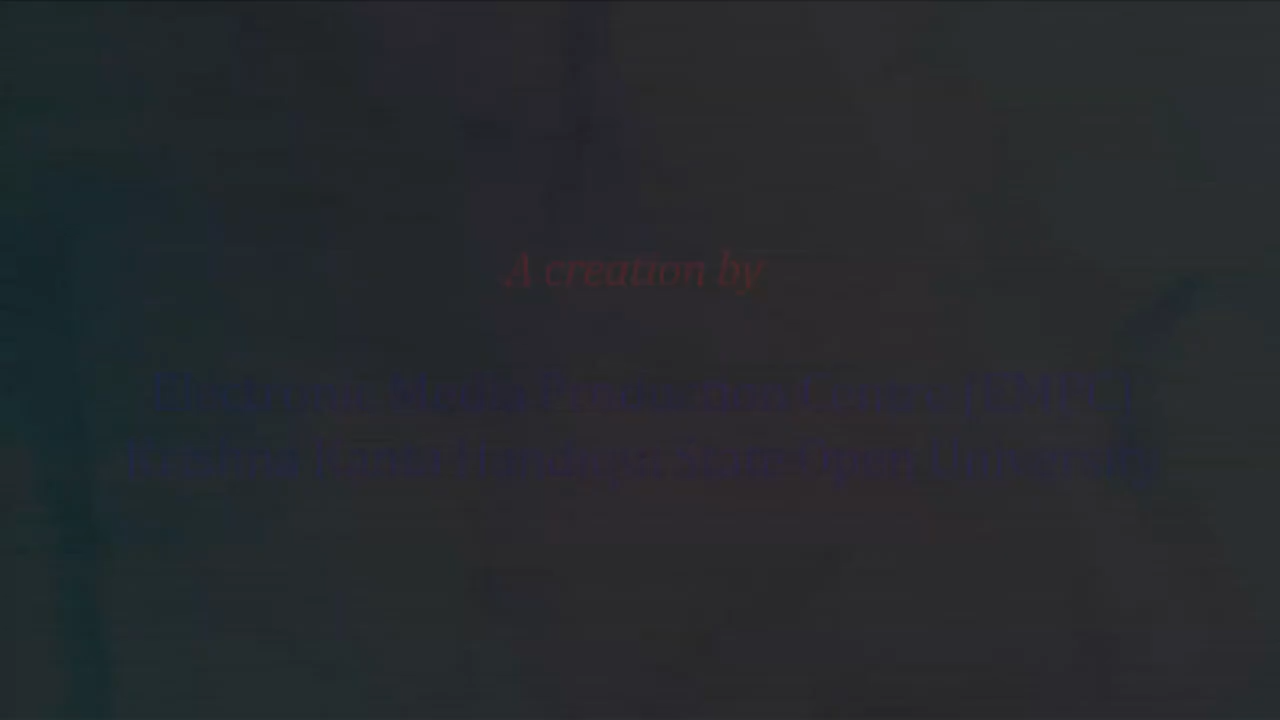 A creation by
Electronic Media Production Centre (EMPC)
Krishna Kanta Handiqui State Open University